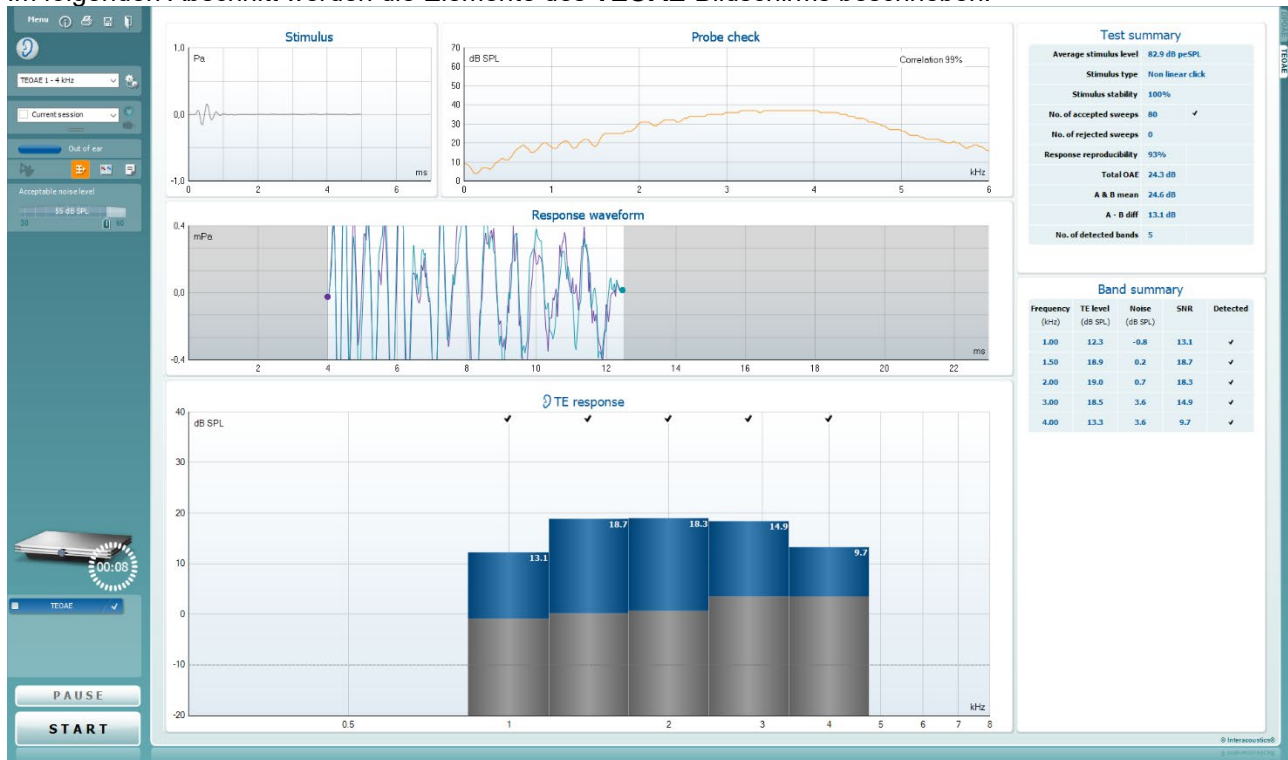 Im folgenden Abschnitt werden die Elemente des TEOAE-Bildschirms beschrieben.
Menu
TEOAE 1 - 4 kHz
Current session
Out of ear
Acceptable noise level
55 dB SPL
30 60
00:08
TEOAE
PAUSE
START
Stimulus
1,0
Pa
0,0
-1,0
0 2 4 6
ms
Probe check
70
dB SPL
Correlation 99%
60
50
40
30
20
10
0
kHz
0 1 2 3 4 5 6
Response waveform
0,4
mPa
0,0
-0,4
ms
2 4 6 8 10 12 14 16 18 20 22
TE response
40
dB SPL
30
20
10
0
-10
-20
13.1 18.7 18.3 14.9 9.7
kHz
0.5 1 2 3 4 5 6 7 8
Test summary
Average stimulus level 82.9 dB peSPL
Stimulus type Non linear click
Stimulus stability 100%
No. of accepted sweeps 80 ✓
No. of rejected sweeps 0
Response reproducibility 93%
Total OAE 24.3 dB
A & B mean 24.6 dB
A - B diff 13.1 dB
No. of detected bands 5
Band summary
Frequency TE level Noise SNR Detected
(kHz) (dB SPL) (dB SPL)
1.00 12.3 -0.8 13.1 ✓
1.50 18.9 0.2 18.7 ✓
2.00 19.0 0.7 18.3 ✓
3.00 18.5 3.6 14.9 ✓
4.00 13.3 3.6 9.7 ✓
TEOAE
® Interacoustics®